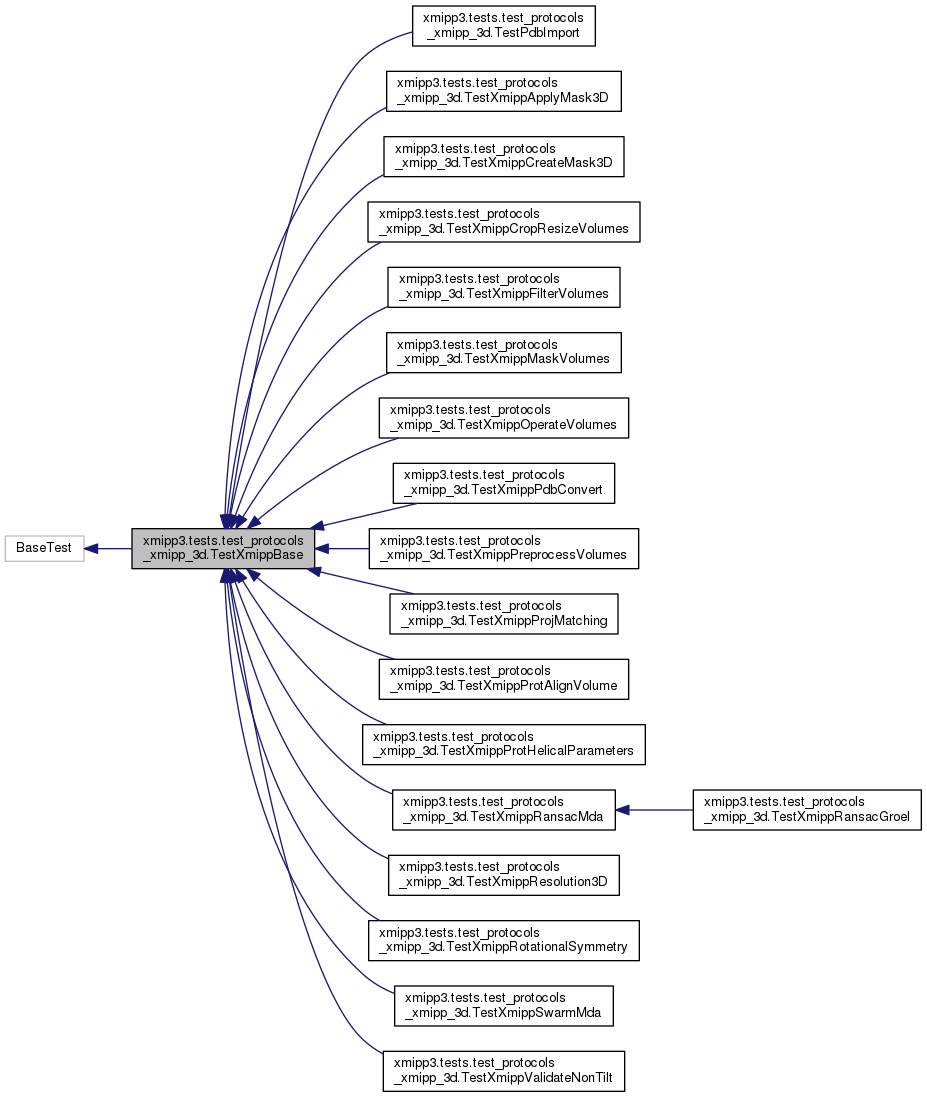 xmipp3.tests.test_protocols
_xmipp_3d.TestPdbImport
xmipp3.tests.test_protocols
_xmipp_3d.TestXmippApplyMask3D
xmipp3.tests.test_protocols
_xmipp_3d.TestXmippCreateMask3D
xmipp3.tests.test_protocols
_xmipp_3d.TestXmippCropResizeVolumes
xmipp3.tests.test_protocols
_xmipp_3d.TestXmippFilterVolumes
xmipp3.tests.test_protocols
_xmipp_3d.TestXmippMaskVolumes
xmipp3.tests.test_protocols
_xmipp_3d.TestXmippOperateVolumes
xmipp3.tests.test_protocols
_xmipp_3d.TestXmippPdbConvert
BaseTest
xmipp3.tests.test_protocols
_xmipp_3d.TestXmippBase
xmipp3.tests.test_protocols
_xmipp_3d.TestXmippPreprocessVolumes
xmipp3.tests.test_protocols
_xmipp_3d.TestXmippProjMatching
xmipp3.tests.test_protocols
_xmipp_3d.TestXmippProtAlignVolume
xmipp3.tests.test_protocols
_xmipp_3d.TestXmippProtHelicalParameters
xmipp3.tests.test_protocols
_xmipp_3d.TestXmippRansacMda
xmipp3.tests.test_protocols
_xmipp_3d.TestXmippRansacGroel
xmipp3.tests.test_protocols
_xmipp_3d.TestXmippResolution3D
xmipp3.tests.test_protocols
_xmipp_3d.TestXmippRotationalSymmetry
xmipp3.tests.test_protocols
_xmipp_3d.TestXmippSwarmMda
xmipp3.tests.test_protocols
_xmipp_3d.TestXmippValidateNonTilt